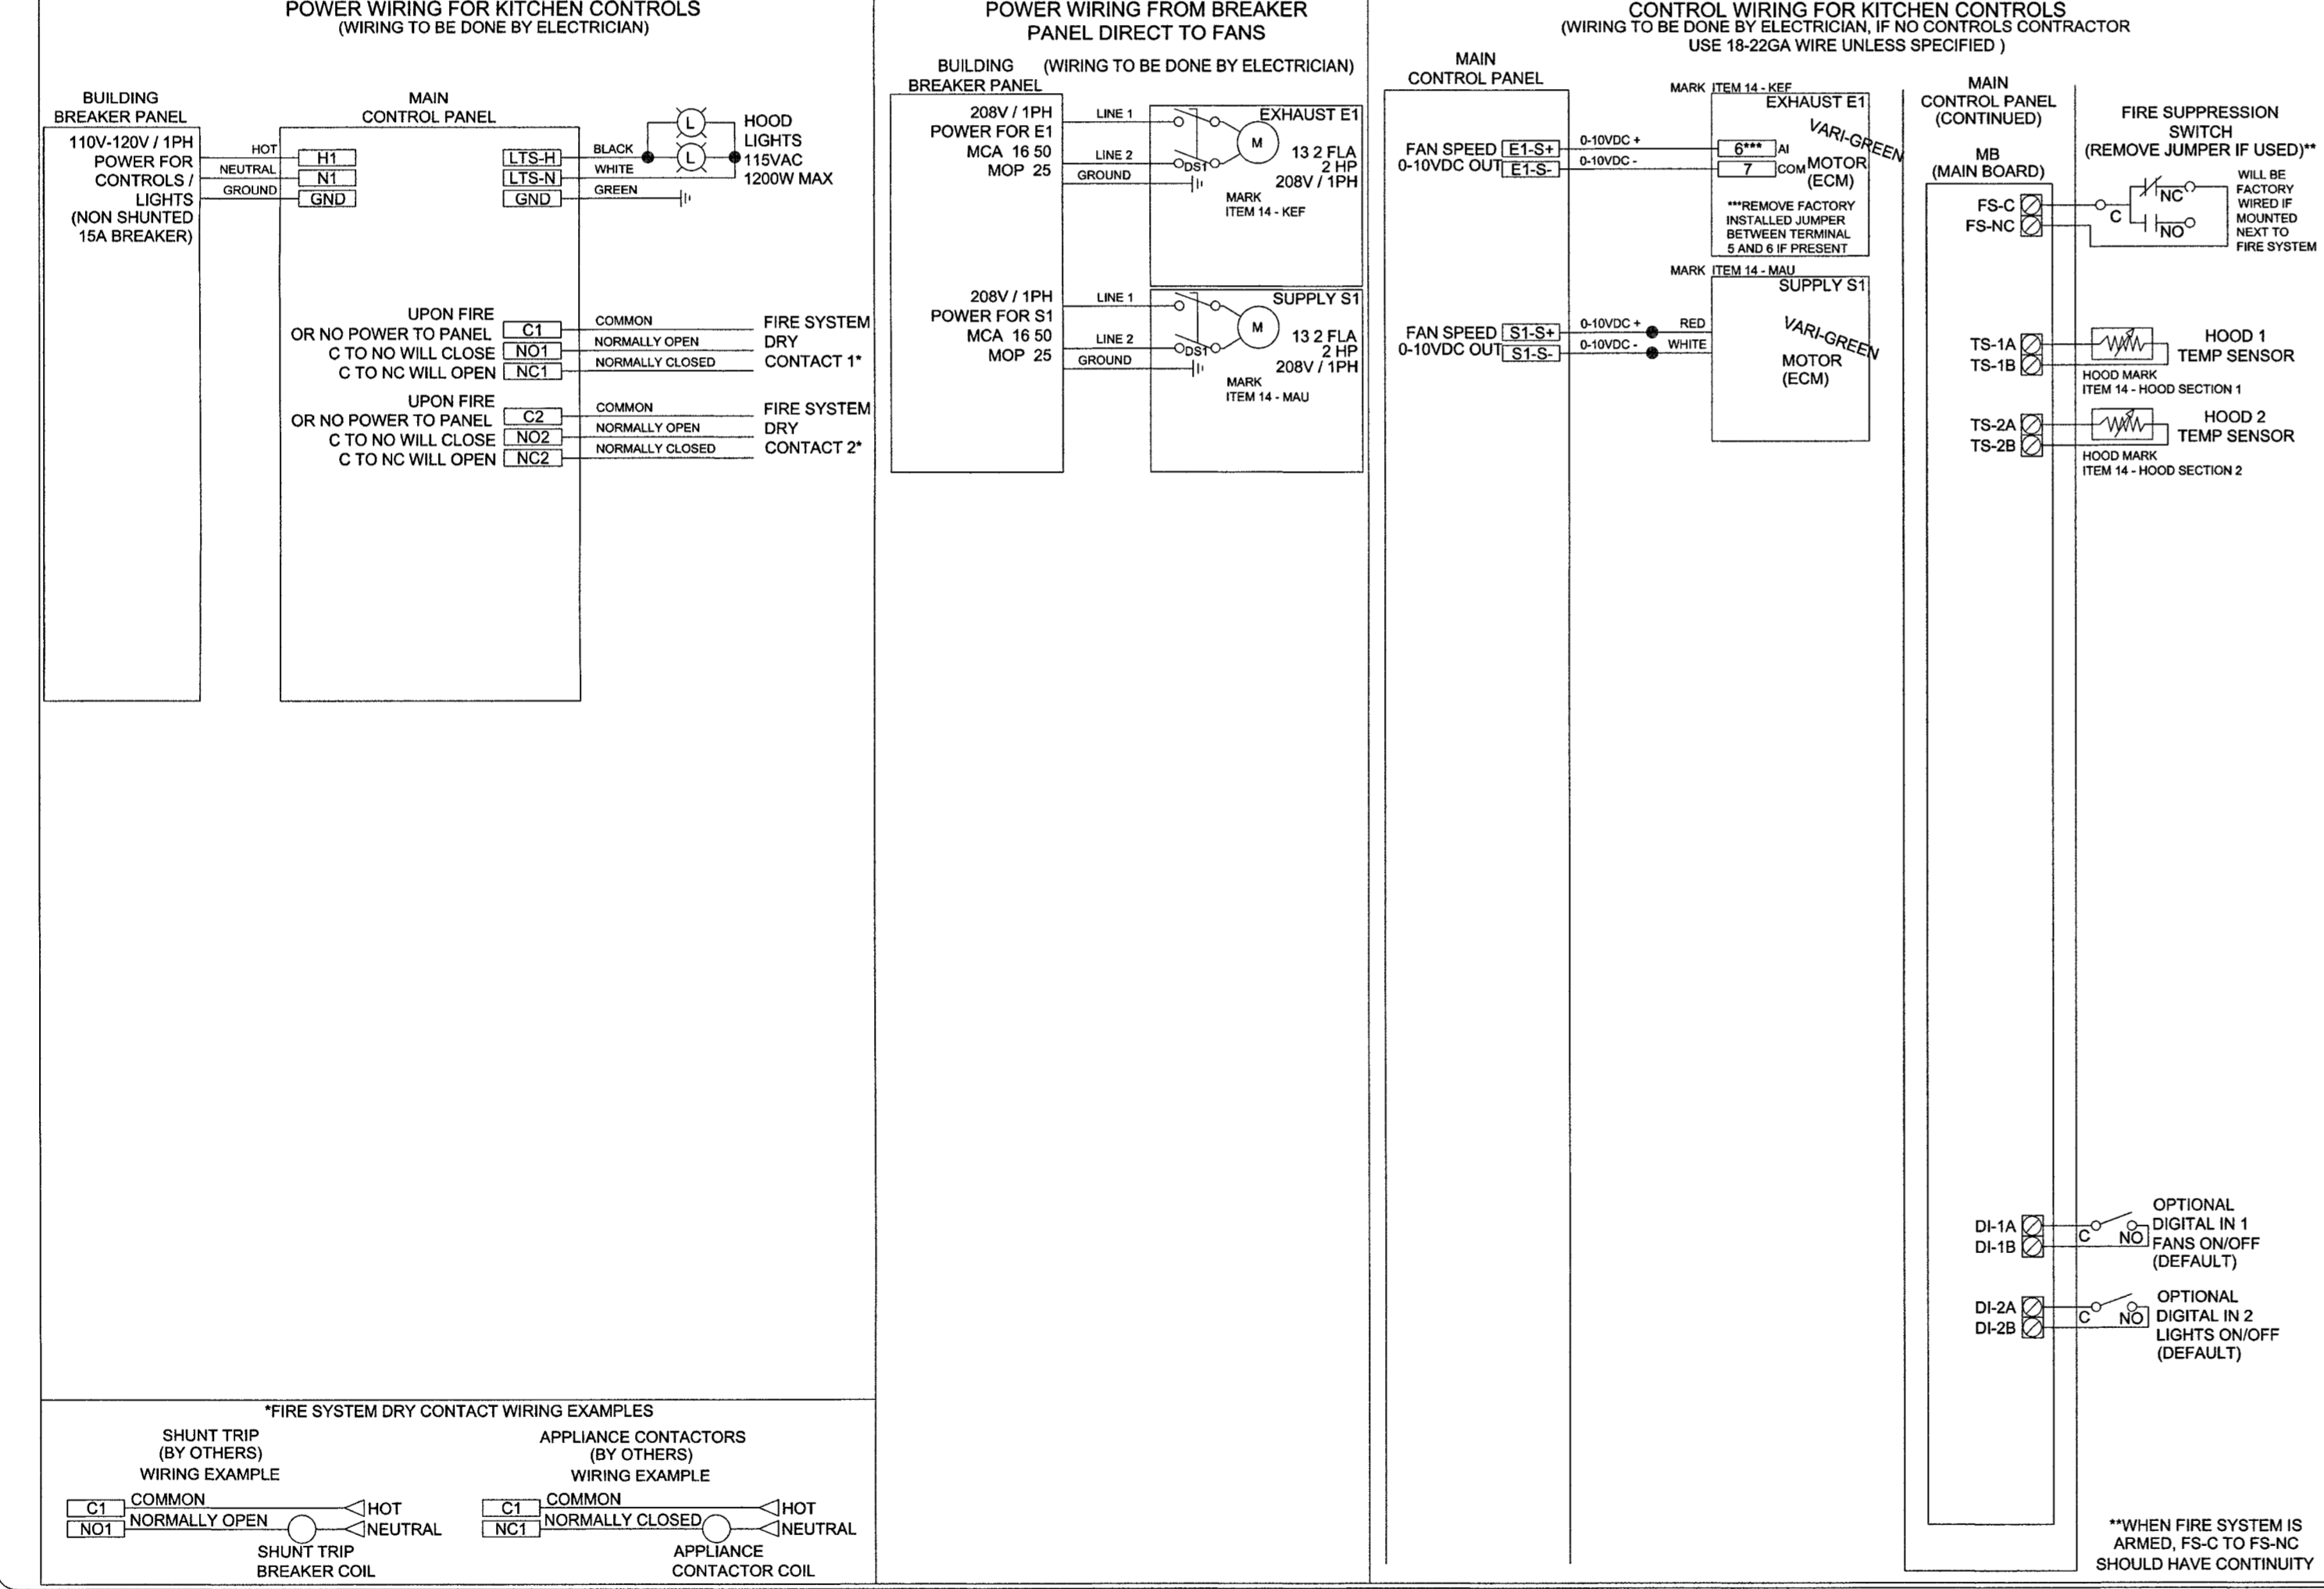 POWER WIRING FOR KITCHEN CONTROLS
(WIRING TO BE DONE BY ELECTRICIAN)
BUILDING
BREAKER PANEL
110V-120V / 1PH
POWER FOR
CONTROLS /
LIGHTS
(NON SHUNTED
15A BREAKER)
HOT
NEUTRAL
GROUND
MAIN
CONTROL PANEL
H1
N1
GND
LTS-H
LTS-N
GND
BLACK
WHITE
GREEN
L
L
HOOD
LIGHTS
115VAC
1200W MAX
UPON FIRE
OR NO POWER TO PANEL
C TO NO WILL CLOSE
C TO NC WILL OPEN
C1
NO1
NC1
COMMON
NORMALLY OPEN
NORMALLY CLOSED
FIRE SYSTEM
DRY
CONTACT 1*
UPON FIRE
OR NO POWER TO PANEL
C TO NO WILL CLOSE
C TO NC WILL OPEN
C2
NO2
NC2
COMMON
NORMALLY OPEN
NORMALLY CLOSED
FIRE SYSTEM
DRY
CONTACT 2*
*FIRE SYSTEM DRY CONTACT WIRING EXAMPLES
SHUNT TRIP
(BY OTHERS)
WIRING EXAMPLE
C1
NO1
COMMON
NORMALLY OPEN
HOT
NEUTRAL
SHUNT TRIP
BREAKER COIL
APPLIANCE CONTACTORS
(BY OTHERS)
WIRING EXAMPLE
C1
NC1
COMMON
NORMALLY CLOSED
HOT
NEUTRAL
APPLIANCE
CONTACTOR COIL
POWER WIRING FROM BREAKER
PANEL DIRECT TO FANS
(WIRING TO BE DONE BY ELECTRICIAN)
BUILDING
BREAKER PANEL
208V / 1PH
POWER FOR E1
MCA 16 50
MOP 25
LINE 1
LINE 2
GROUND
DS1
M
EXHAUST E1
13 2 FLA
2 HP
208V / 1PH
MARK
ITEM 14 - KEF
208V / 1PH
POWER FOR S1
MCA 16 50
MOP 25
LINE 1
LINE 2
GROUND
DS1
M
SUPPLY S1
13 2 FLA
2 HP
208V / 1PH
MARK
ITEM 14 - MAU
CONTROL WIRING FOR KITCHEN CONTROLS
(WIRING TO BE DONE BY ELECTRICIAN, IF NO CONTROLS CONTRACTOR
USE 18-22GA WIRE UNLESS SPECIFIED )
MAIN
CONTROL PANEL
FAN SPEED
0-10VDC OUT
E1-S+
E1-S-
0-10VDC +
0-10VDC -
MARK ITEM 14 - KEF
EXHAUST E1
VARI-GREEN
6*** AI
7 COM
MOTOR
(ECM)
***REMOVE FACTORY
INSTALLED JUMPER
BETWEEN TERMINAL
5 AND 6 IF PRESENT
FAN SPEED
0-10VDC OUT
S1-S+
S1-S-
0-10VDC +
0-10VDC -
RED
WHITE
MARK ITEM 14 - MAU
SUPPLY S1
VARI-GREEN
MOTOR
(ECM)
MAIN
CONTROL PANEL
(CONTINUED)
MB
(MAIN BOARD)
FS-C
FS-NC
FIRE SUPPRESSION
SWITCH
(REMOVE JUMPER IF USED)**
C
NC
NO
WILL BE
FACTORY
WIRED IF
MOUNTED
NEXT TO
FIRE SYSTEM
TS-1A
TS-1B
HOOD 1
TEMP SENSOR
HOOD MARK
ITEM 14 - HOOD SECTION 1
TS-2A
TS-2B
HOOD 2
TEMP SENSOR
HOOD MARK
ITEM 14 - HOOD SECTION 2
DI-1A
DI-1B
C
NO
OPTIONAL
DIGITAL IN 1
FANS ON/OFF
(DEFAULT)
DI-2A
DI-2B
C
NO
OPTIONAL
DIGITAL IN 2
LIGHTS ON/OFF
(DEFAULT)
**WHEN FIRE SYSTEM IS
ARMED, FS-C TO FS-NC
SHOULD HAVE CONTINUITY